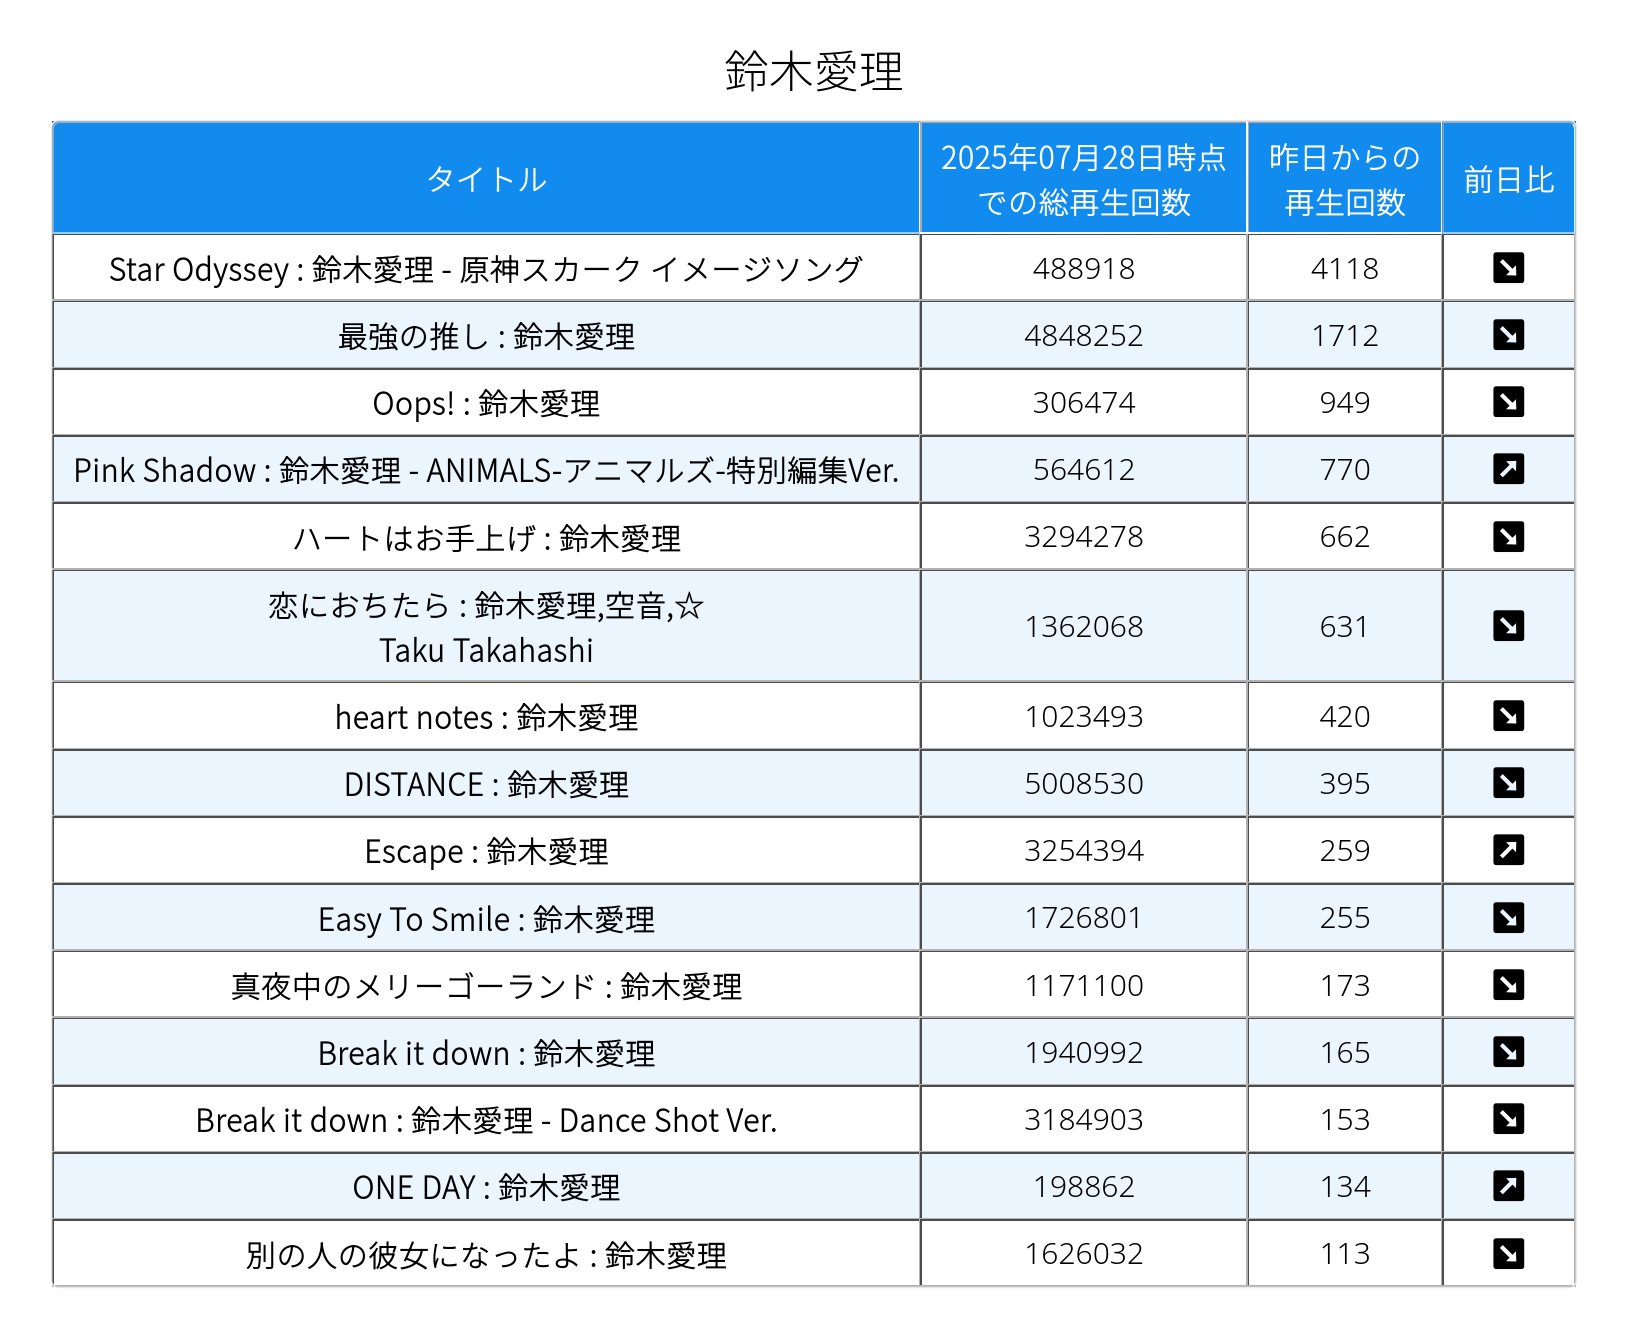 鈴木愛理
タイトル
2025年07月28日時点
での総再生回数
昨日からの
再生回数
前日比
Star Odyssey : 鈴木愛理 - 原神スカーク イメージソング 488918 4118
最強の推し : 鈴木愛理 4848252 1712
Oops! : 鈴木愛理 306474 949
Pink Shadow : 鈴木愛理 - ANIMALS-アニマルズ-特別編集Ver. 564612 770
ハートはお手上げ : 鈴木愛理 3294278 662
恋におちたら : 鈴木愛理,空音,☆
Taku Takahashi 1362068 631
heart notes : 鈴木愛理 1023493 420
DISTANCE : 鈴木愛理 5008530 395
Escape : 鈴木愛理 3254394 259
Easy To Smile : 鈴木愛理 1726801 255
真夜中のメリーゴーランド : 鈴木愛理 1171100 173
Break it down : 鈴木愛理 1940992 165
Break it down : 鈴木愛理 - Dance Shot Ver. 3184903 153
ONE DAY : 鈴木愛理 198862 134
別の人の彼女になったよ : 鈴木愛理 1626032 113